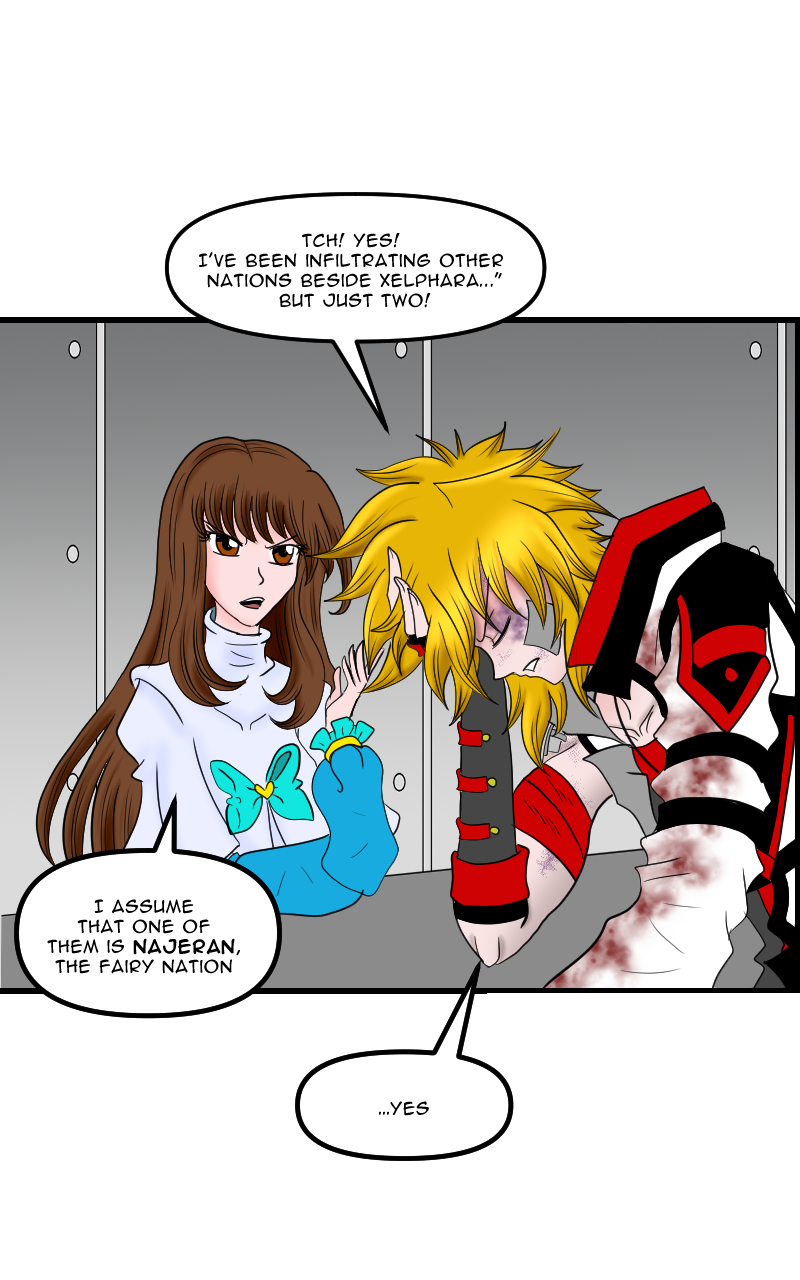 TCH! YES!
I'VE BEEN INFILTRATING OTHER
NATIONS BESIDE XELPHARA..."
BUT JUST TWO!
I ASSUME
THAT ONE OF
THEM IS NAJERAN,
THE FAIRY NATION
...YES